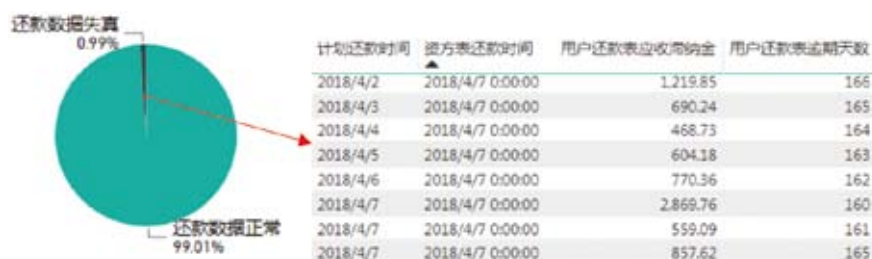 还款数据失真
0.99%
还款数据正常
99.01%
计划还款时间 资方表还款时间 用户还款表应收滞纳金 用户还款表逾期天数
2018/4/2 2018/4/7 0:00:00 1,219.85 166
2018/4/3 2018/4/7 0:00:00 690.24 165
2018/4/4 2018/4/7 0:00:00 468.73 164
2018/4/5 2018/4/7 0:00:00 604.18 163
2018/4/6 2018/4/7 0:00:00 770.36 162
2018/4/7 2018/4/7 0:00:00 2,869.76 160
2018/4/7 2018/4/7 0:00:00 559.09 161
2018/4/7 2018/4/7 0:00:00 857.62 165